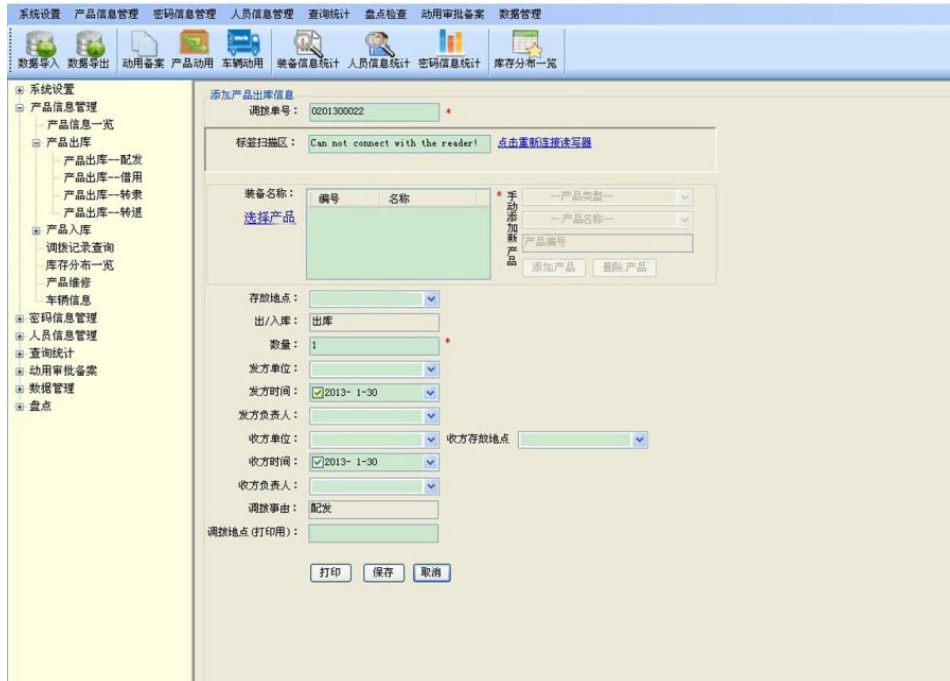 系统设置 产品信息管理 密码信息管理 人员信息管理 查询统计 盘点检查 动用审批备案 数据管理
数据导入 数据导出 动用备案 产品动用 车辆动用 装备信息统计 人员信息统计 密码信息统计 库存分布一览
系统设置
产品信息管理
产品信息一览
产品出库
产品出库--配发
产品出库--借用
产品出库--转隶
产品出库--转退
产品入库
调拨记录查询
库存分布一览
产品维修
车辆信息
密码信息管理
人员信息管理
查询统计
动用审批备案
数据管理
盘点
添加产品出库信息
调拨单号： 0201300022 *
标签扫描区： Can not connect with the reader! 点击重新连接读写器
装备名称： 编号 名称 *
选择产品
手动添加新产品
--产品类型--
--产品名称--
产品编号
添加产品 删除产品
存放地点：
出/入库： 出库
数量： 1 *
发方单位：
发方时间： 2013- 1-30
发方负责人：
收方单位： 收方存放地点
收方时间： 2013- 1-30
收方负责人：
调拨事由： 配发
调拨地点(打印用)：
打印 保存 取消